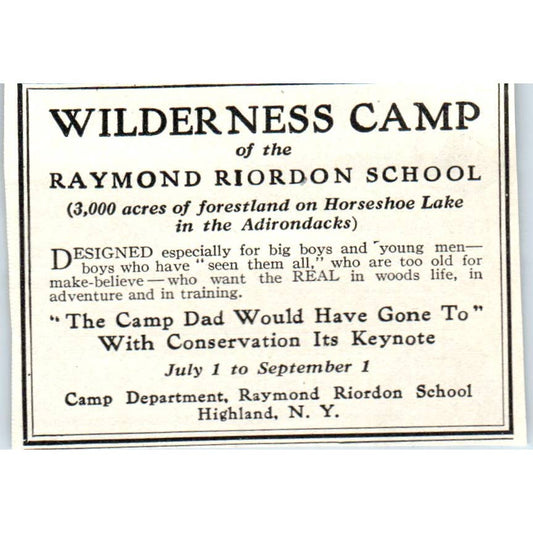 WILDERNESS CAMP
of the
RAYMOND RIORDON SCHOOL
(3,000 acres of forestland on Horseshoe Lake
in the Adirondacks)
DESIGNED especially for big boys and young men—
boys who have "seen them all," who are too old for
make-believe—who want the REAL in woods life, in
adventure and in training.
"The Camp Dad Would Have Gone To"
With Conservation Its Keynote
July 1 to September 1
Camp Department, Raymond Riordon School
Highland, N. Y.